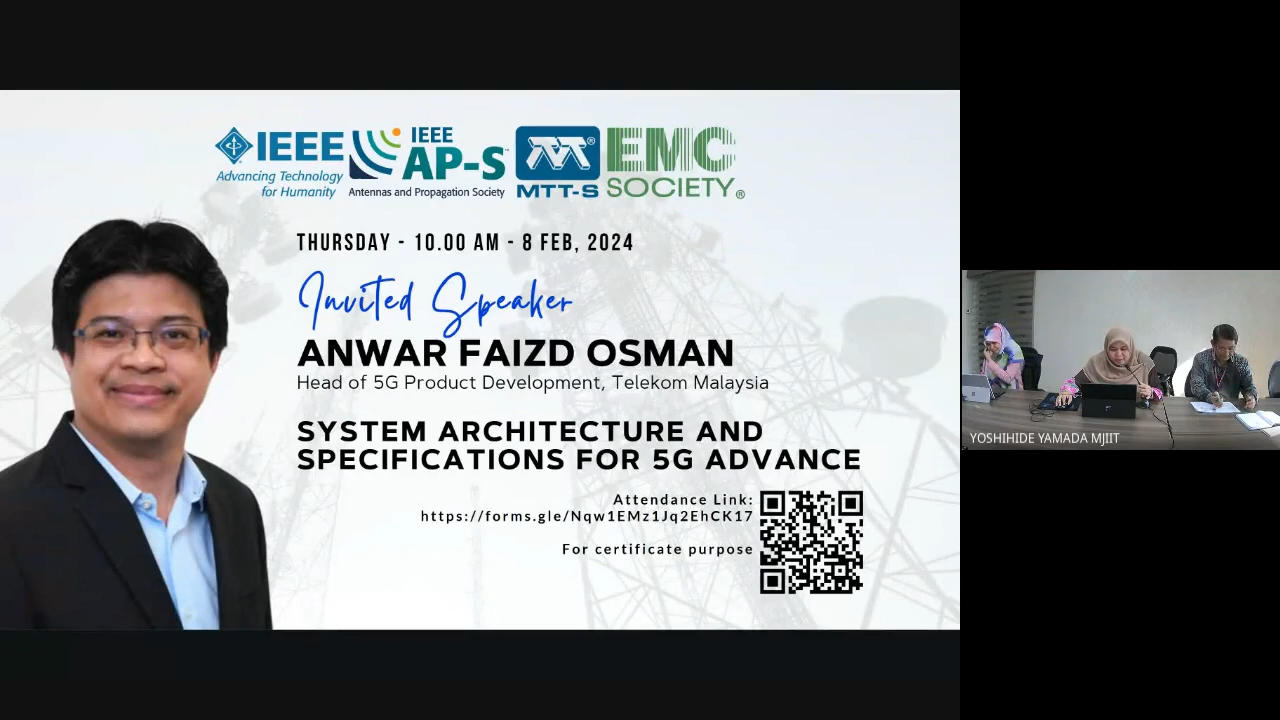 IEEE
Advancing Technology
for Humanity
IEEE
AP-S™
Antennas and Propagation Society
MTT-S
EMC
SOCIETY®
THURSDAY - 10.00 AM - 8 FEB, 2024
Invited Speaker
ANWAR FAIZD OSMAN
Head of 5G Product Development, Telekom Malaysia
SYSTEM ARCHITECTURE AND
SPECIFICATIONS FOR 5G ADVANCE
Attendance Link:
https://forms.gle/Nqw1EMz1Jq2EhCK17
For certificate purpose
YOSHIHIDE YAMADA MJIIT